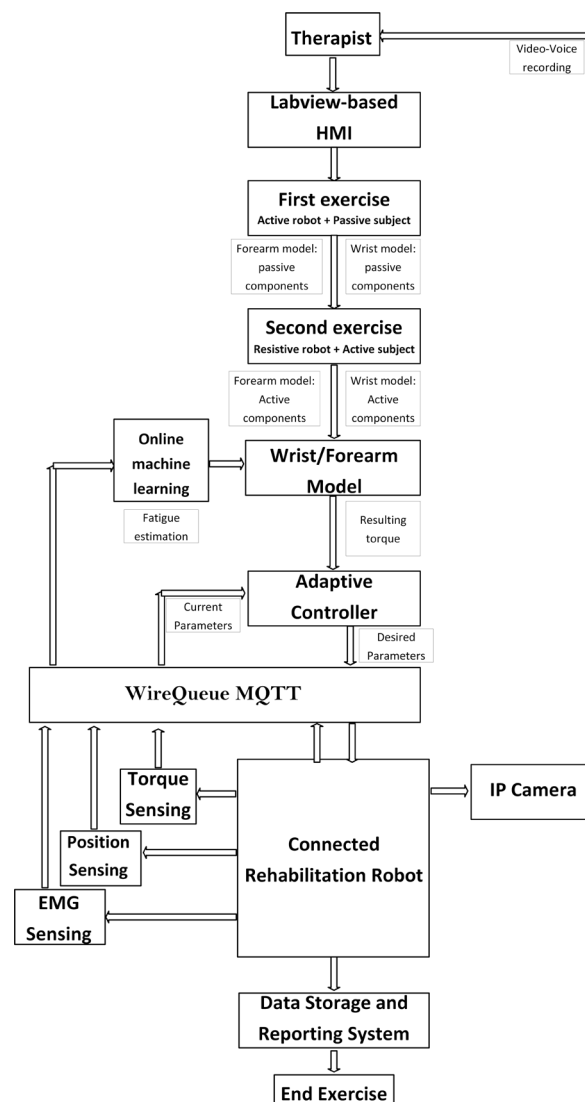 Therapist
Video-Voice
recording
Labview-based
HMI
First exercise
Active robot + Passive subject
Forearm model:
passive
components
Wrist model:
passive
components
Second exercise
Resistive robot + Active subject
Forearm model:
Active
components
Wrist model:
Active
components
Online
machine
learning
Wrist/Forearm
Model
Fatigue
estimation
Resulting
torque
Adaptive
Controller
Current
Parameters
Desired
Parameters
WireQueue MQTT
Torque
Sensing
IP Camera
Position
Sensing
Connected
Rehabilitation Robot
EMG
Sensing
Data Storage and
Reporting System
End Exercise